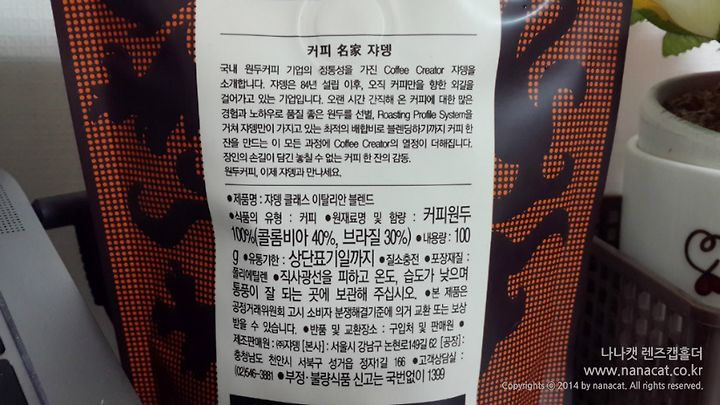 커피 名家 쟈뎅
국내 원두커피 기업의 정통성을 가진 Coffee Creator 쟈뎅을
소개합니다. 쟈뎅은 84년 설립 이후, 오직 커피만을 향한 외길을
걸어가고 있는 기업입니다. 오랜 시간 간직해 온 커피에 대한 많은
경험과 노하우로 품질 좋은 원두를 선별, Roasting Profile System을
거쳐 쟈뎅만이 가지고 있는 최적의 배합비로 블렌딩하기까지 커피 한
잔을 만드는 이 모든 과정에 Coffee Creator의 열정이 더해집니다.
장인의 손길이 담긴 놓칠 수 없는 커피 한 잔의 감동.
원두커피, 이제 쟈뎅과 만나세요.
●제품명 : 쟈뎅 클래스 이탈리안 블렌드
●식품의 유형 : 커피 ●원재료명 및 함량 : 커피원두
100%(콜롬비아 40%, 브라질 30%) ●내용량 : 100
g ●유통기한 : 상단표기일까지 ●질소충전 ●포장재질 :
폴리에틸렌 ●직사광선을 피하고 온도, 습도가 낮으며
통풍이 잘 되는 곳에 보관해 주십시오. ●본 제품은
공정거래위원회 고시 소비자 분쟁해결기준에 의거 교환 또는 보상
받을 수 있습니다. ●반품 및 교환장소 : 구입처 및 판매원 ●
제조판매원 : ㈜쟈뎅 [본사] : 서울시 강남구 논현로149길 62 [공장] :
충청남도 천안시 서북구 성거읍 정자1길 166 ●고객상담실 :
(02)546-3881 ●부정·불량식품 신고는 국번없이 1399
나나캣 렌즈캡홀더
www.nanacat.co.kr
Copyrights ⓒ 2014 by nanacat. All rights reserved.